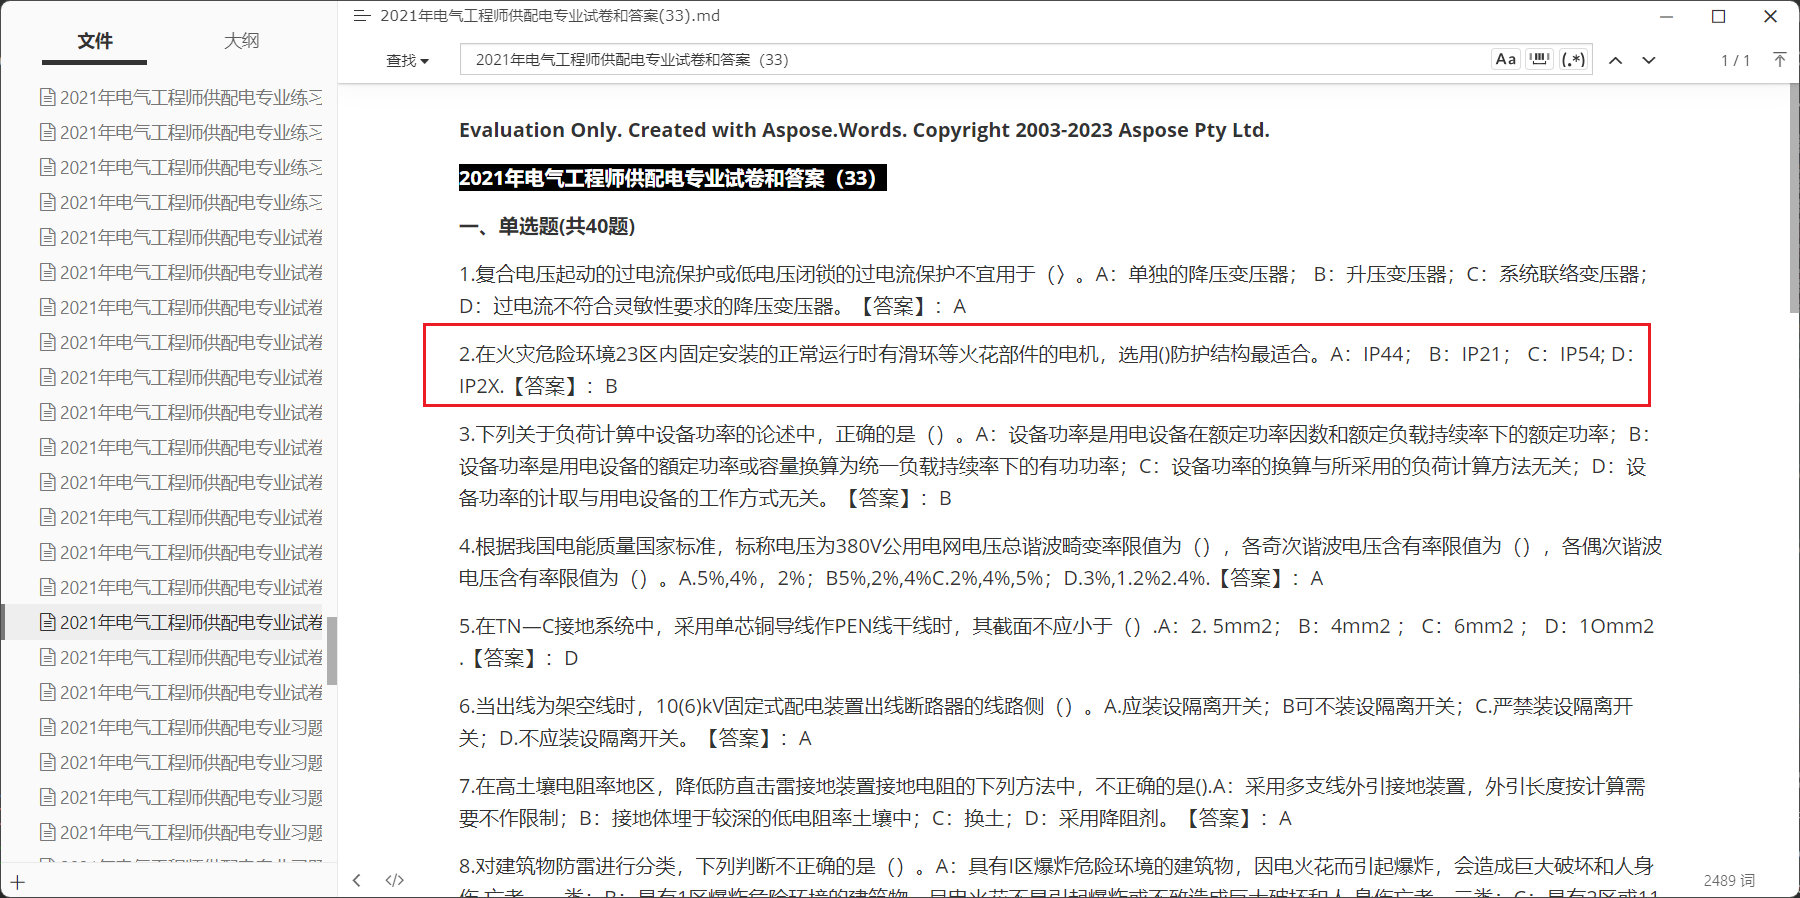 文件
大纲
2021年电气工程师供配电专业练习
2021年电气工程师供配电专业练习
2021年电气工程师供配电专业练习
2021年电气工程师供配电专业练习
2021年电气工程师供配电专业试卷
2021年电气工程师供配电专业试卷
2021年电气工程师供配电专业试卷
2021年电气工程师供配电专业试卷
2021年电气工程师供配电专业试卷
2021年电气工程师供配电专业试卷
2021年电气工程师供配电专业试卷
2021年电气工程师供配电专业试卷
2021年电气工程师供配电专业试卷
2021年电气工程师供配电专业试卷
2021年电气工程师供配电专业试卷
2021年电气工程师供配电专业试卷
2021年电气工程师供配电专业试卷
2021年电气工程师供配电专业试卷
2021年电气工程师供配电专业习题
2021年电气工程师供配电专业习题
2021年电气工程师供配电专业习题
2021年电气工程师供配电专业习题
2021年电气工程师供配电专业试卷和答案(33).md
查找
2021年电气工程师供配电专业试卷和答案（33）
Aa
(.*)
1 / 1
Evaluation Only. Created with Aspose.Words. Copyright 2003-2023 Aspose Pty Ltd.
2021年电气工程师供配电专业试卷和答案（33）
一、单选题(共40题)
1.复合电压起动的过电流保护或低电压闭锁的过电流保护不宜用于（〉。A：单独的降压变压器； B：升压变压器；C：系统联络变压器；
D：过电流不符合灵敏性要求的降压变压器。【答案】：A
2.在火灾危险环境23区内固定安装的正常运行时有滑环等火花部件的电机，选用()防护结构最适合。A：IP44； B：IP21； C：IP54; D：
IP2X.【答案】：B
3.下列关于负荷计算中设备功率的论述中，正确的是（）。A：设备功率是用电设备在额定功率因数和额定负载持续率下的额定功率；B：
设备功率是用电设备的額定功率或容量换算为统一负载持续率下的有功功率；C：设备功率的换算与所采用的负荷计算方法无关；D：设
备功率的计取与用电设备的工作方式无关。【答案】：B
4.根据我国电能质量国家标准，标称电压为380V公用电网电压总谐波畸变率限值为（），各奇次谐波电压含有率限值为（），各偶次谐波
电压含有率限值为（）。A.5%,4%，2%；B5%,2%,4%C.2%,4%,5%；D.3%,1.2%2.4%.【答案】：A
5.在TN—C接地系统中，采用单芯铜导线作PEN线干线时，其截面不应小于（）.A：2. 5mm2； B：4mm2 ； C：6mm2 ； D：1Omm2
.【答案】：D
6.当出线为架空线时，10(6)kV固定式配电装置出线断路器的线路侧（）。A.应装设隔离开关；B可不装设隔离开关；C.严禁装设隔离开
关；D.不应装设隔离开关。【答案】：A
7.在高土壤电阻率地区，降低防直击雷接地装置接地电阻的下列方法中，不正确的是().A：采用多支线外引接地装置，外引长度按计算需
要不作限制；B：接地体埋于较深的低电阻率土壤中；C：换土；D：采用降阻剂。【答案】：A
8.对建筑物防雷进行分类，下列判断不正确的是（）。A：具有I区爆炸危险环境的建筑物，因电火花而引起爆炸，会造成巨大破坏和人身
2489 词